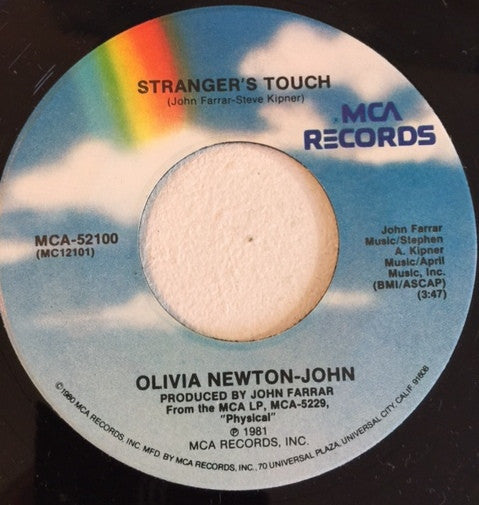 STRANGER'S TOUCH
(John Farrar-Steve Kipner)
MCA
RECORDS
MCA-52100
(MC12101)
John Farrar
Music/Stephen
A. Kipner
Music/April
Music, Inc.
(BMI/ASCAP)
(3:47)
OLIVIA NEWTON-JOHN
PRODUCED BY JOHN FARRAR
From the MCA LP, MCA-5229,
"Physical"
℗ 1981
MCA RECORDS, INC.
©1980 MCA RECORDS, INC. MFD. BY MCA RECORDS, INC., 70 UNIVERSAL PLAZA, UNIVERSAL CITY, CALIF. 91608